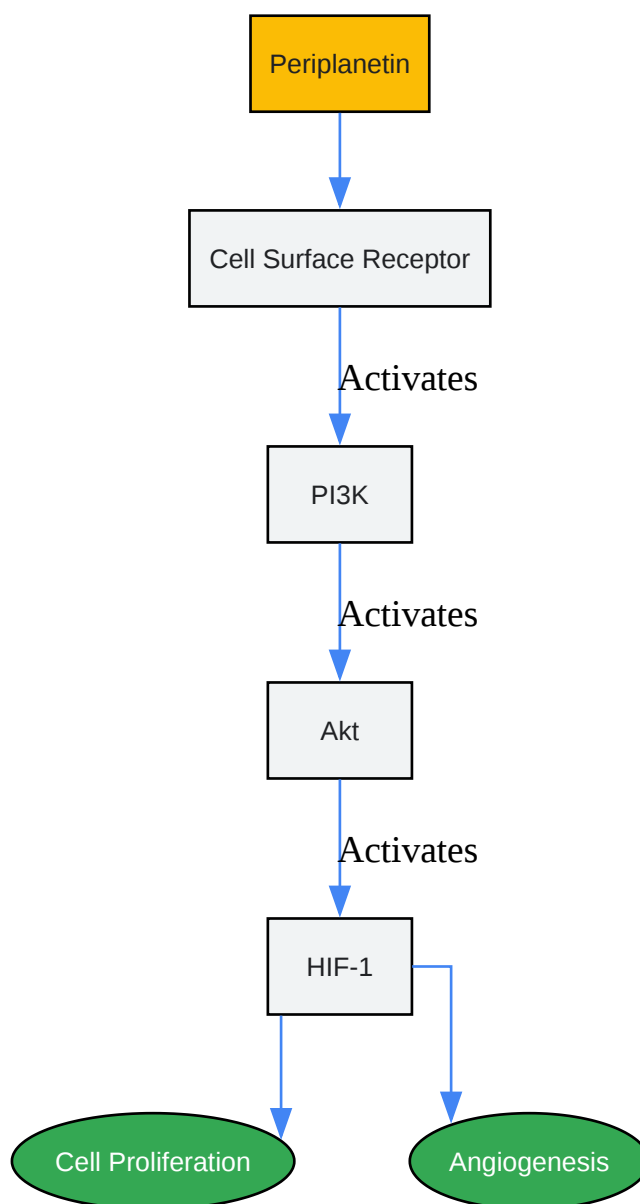 Periplanetin
Cell Surface Receptor
Activates
PI3K
Activates
Akt
Activates
HIF-1
Cell Proliferation
Angiogenesis